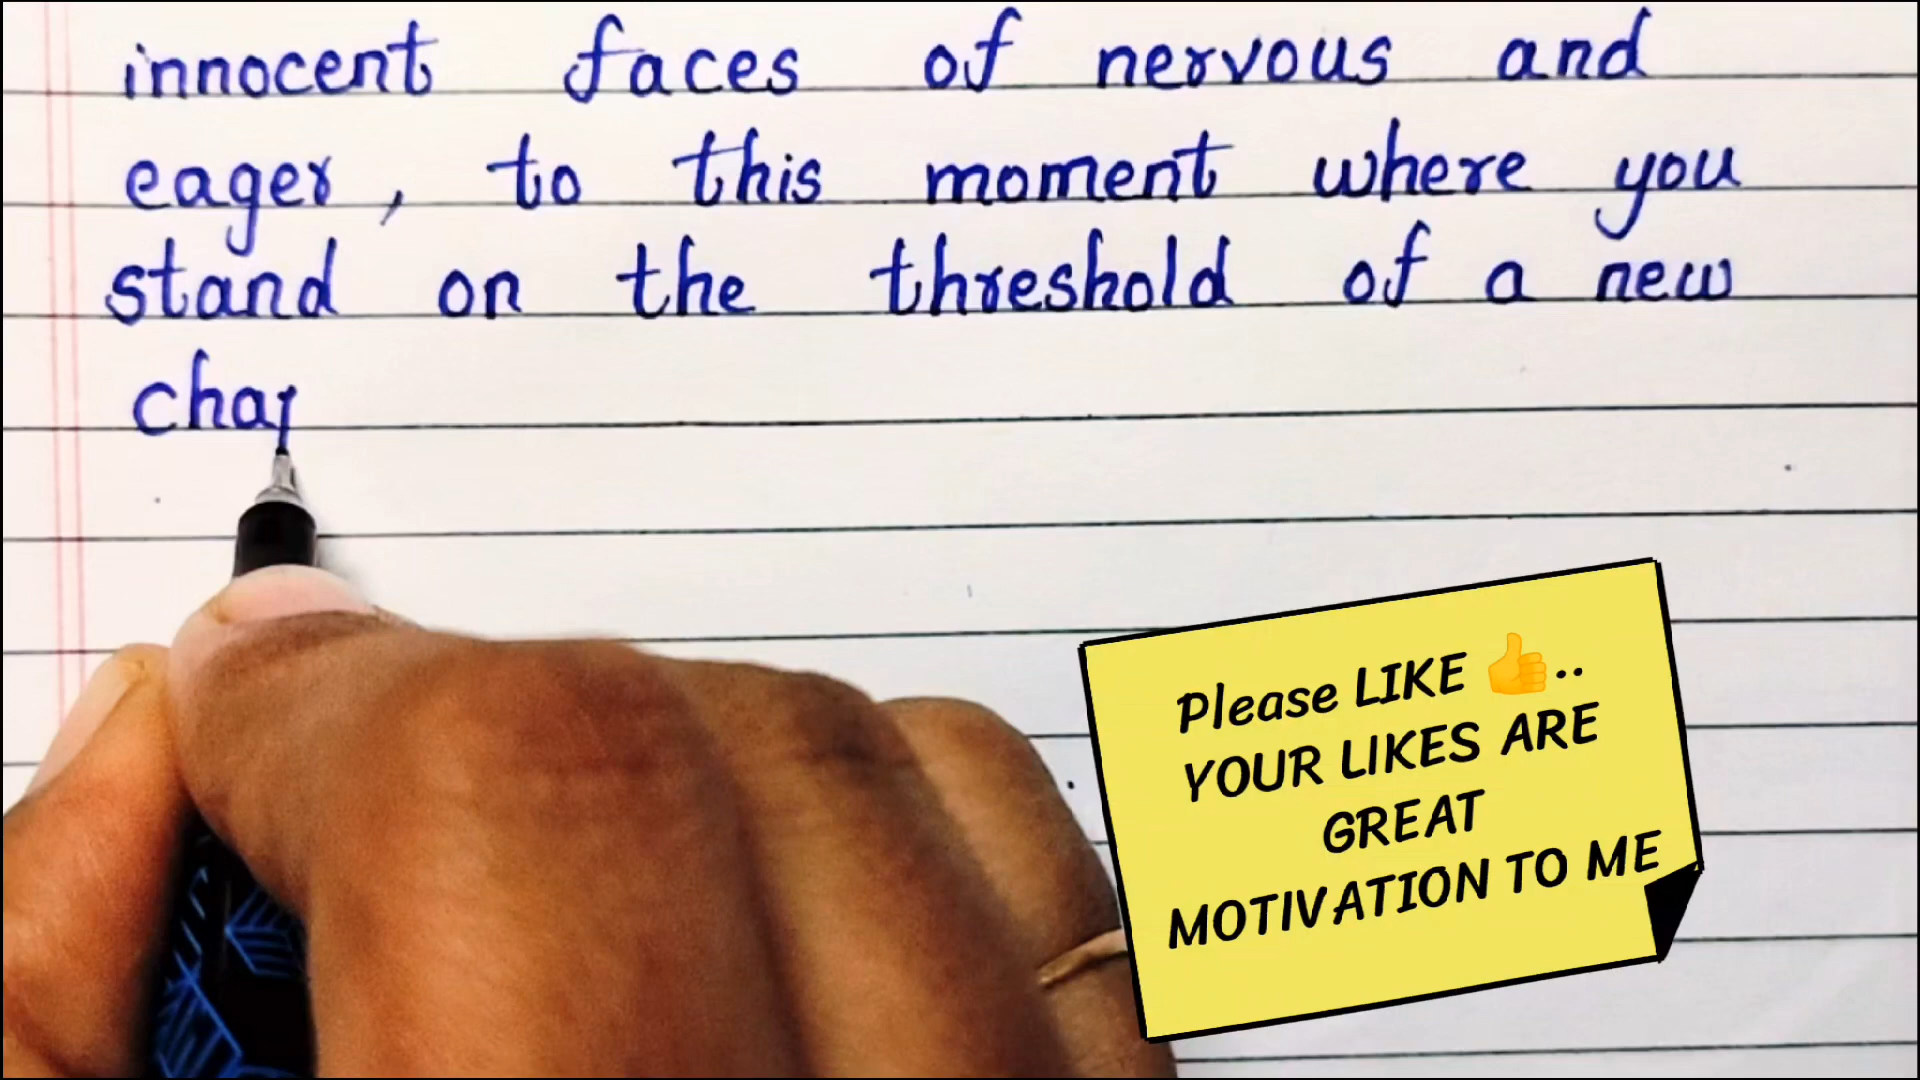 innocent faces of nervous and
eager, to this moment where you
stand on the threshold of a new
chap
Please LIKE 👍..
YOUR LIKES ARE
GREAT
MOTIVATION TO ME